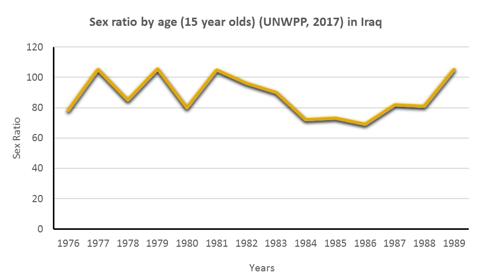 Sex ratio by age (15 year olds) (UNWPP, 2017) in Iraq
120
100
80
60
40
20
0
Sex Ratio
1976 1977 1978 1979 1980 1981 1982 1983 1984 1985 1986 1987 1988 1989
Years